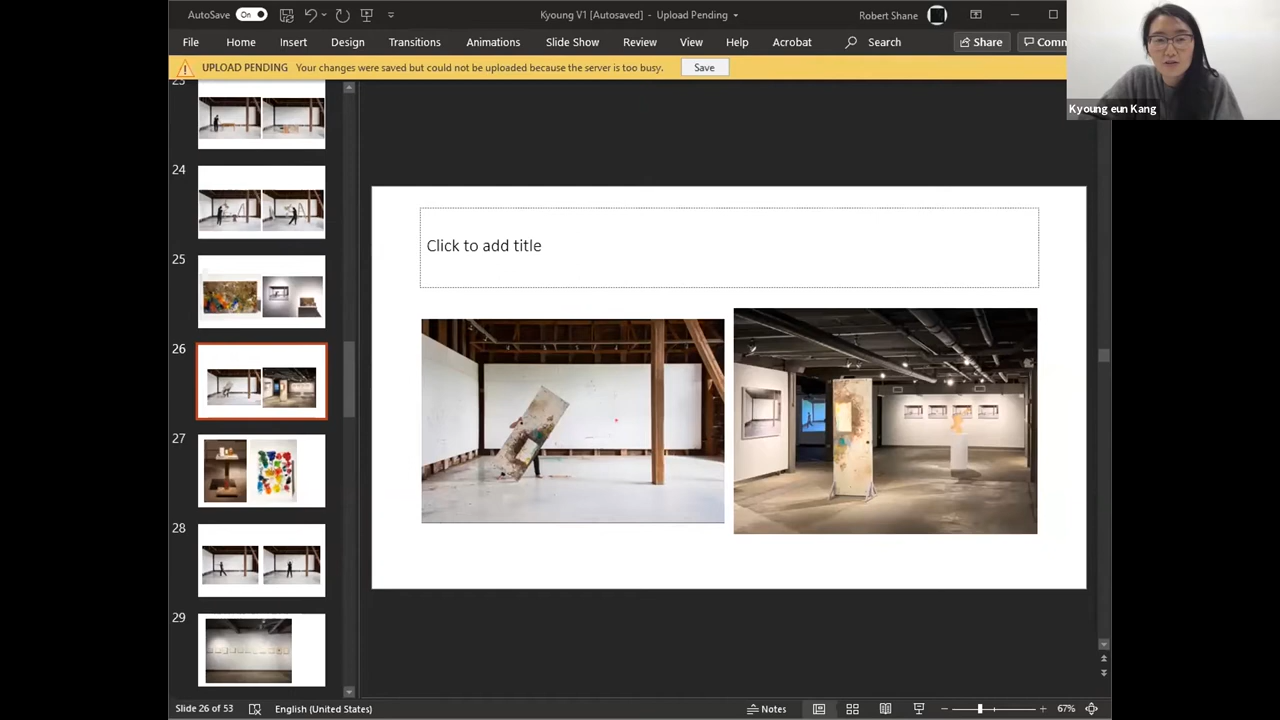 AutoSave On Kyoung V1 [Autosaved] - Upload Pending Robert Shane
File Home Insert Design Transitions Animations Slide Show Review View Help Acrobat Search Share Comm
UPLOAD PENDING Your changes were saved but could not be uploaded because the server is too busy. Save
Kyoung eun Kang
23
24
25
26
27
28
29
Click to add title
Slide 26 of 53 English (United States) Notes 67%